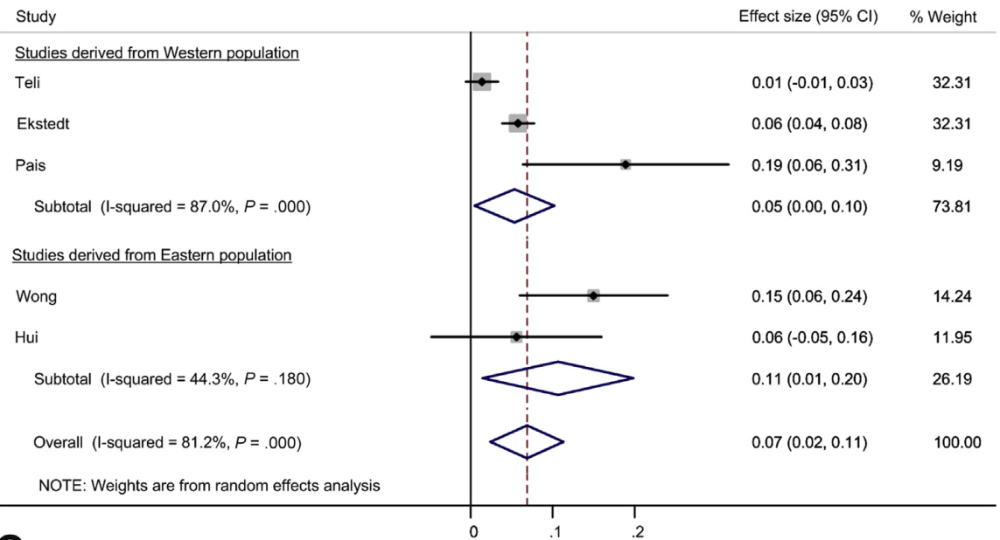 Study Effect size (95% CI) % Weight
Studies derived from Western population
Teli 0.01 (-0.01, 0.03) 32.31
Ekstedt 0.06 (0.04, 0.08) 32.31
Pais 0.19 (0.06, 0.31) 9.19
Subtotal (I-squared = 87.0%, P = .000) 0.05 (0.00, 0.10) 73.81
Studies derived from Eastern population
Wong 0.15 (0.06, 0.24) 14.24
Hui 0.06 (-0.05, 0.16) 11.95
Subtotal (I-squared = 44.3%, P = .180) 0.11 (0.01, 0.20) 26.19
Overall (I-squared = 81.2%, P = .000) 0.07 (0.02, 0.11) 100.00
NOTE: Weights are from random effects analysis
0 .1 .2